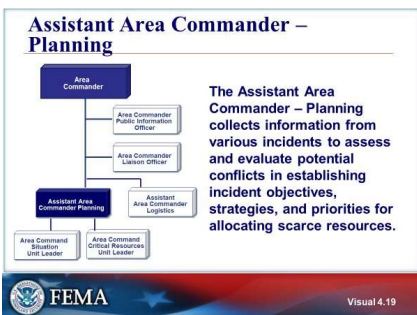 Assistant Area Commander –
Planning
Area
Commander
Area Commander
Public Information
Officer
Area Commander
Liaison Officer
Assistant Area
Commander Planning
Assistant
Area Commander
Logistics
Area Command
Situation
Unit Leader
Area Command
Critical Resources
Unit Leader
The Assistant Area
Commander – Planning
collects information from
various incidents to assess
and evaluate potential
conflicts in establishing
incident objectives,
strategies, and priorities for
allocating scarce resources.
FEMA
Visual 4.19